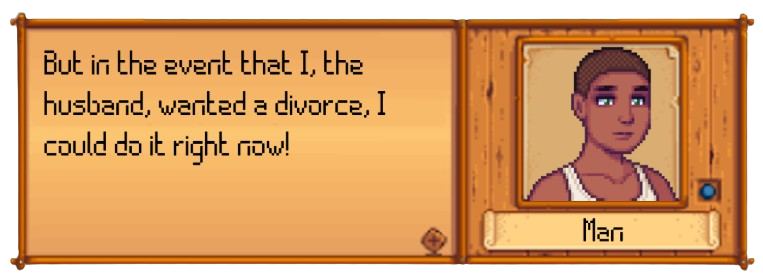 But in the event that I, the
husband, wanted a divorce, I
could do it right now!
Man